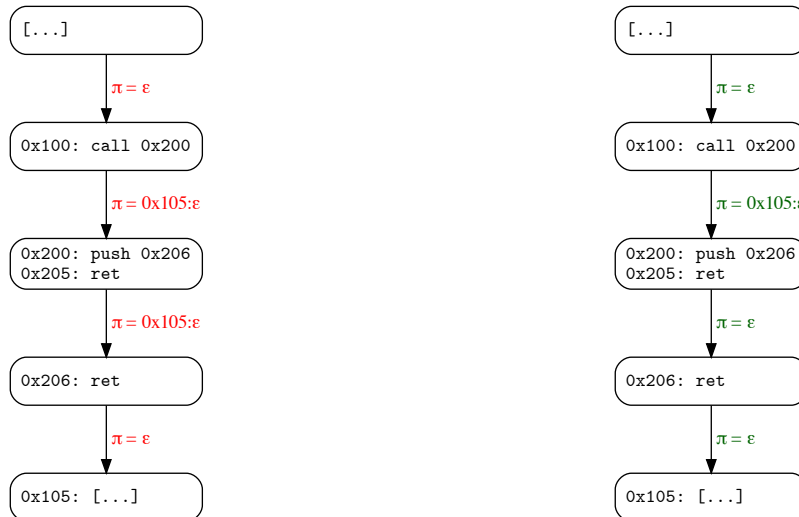 [...]
π = ε
0x100: call 0x200
π = 0x105:ε
0x200: push 0x206
0x205: ret
π = 0x105:ε
0x206: ret
π = ε
0x105: [...]
[...]
π = ε
0x100: call 0x200
π = 0x105:ε
0x200: push 0x206
0x205: ret
π = ε
0x206: ret
π = ε
0x105: [...]